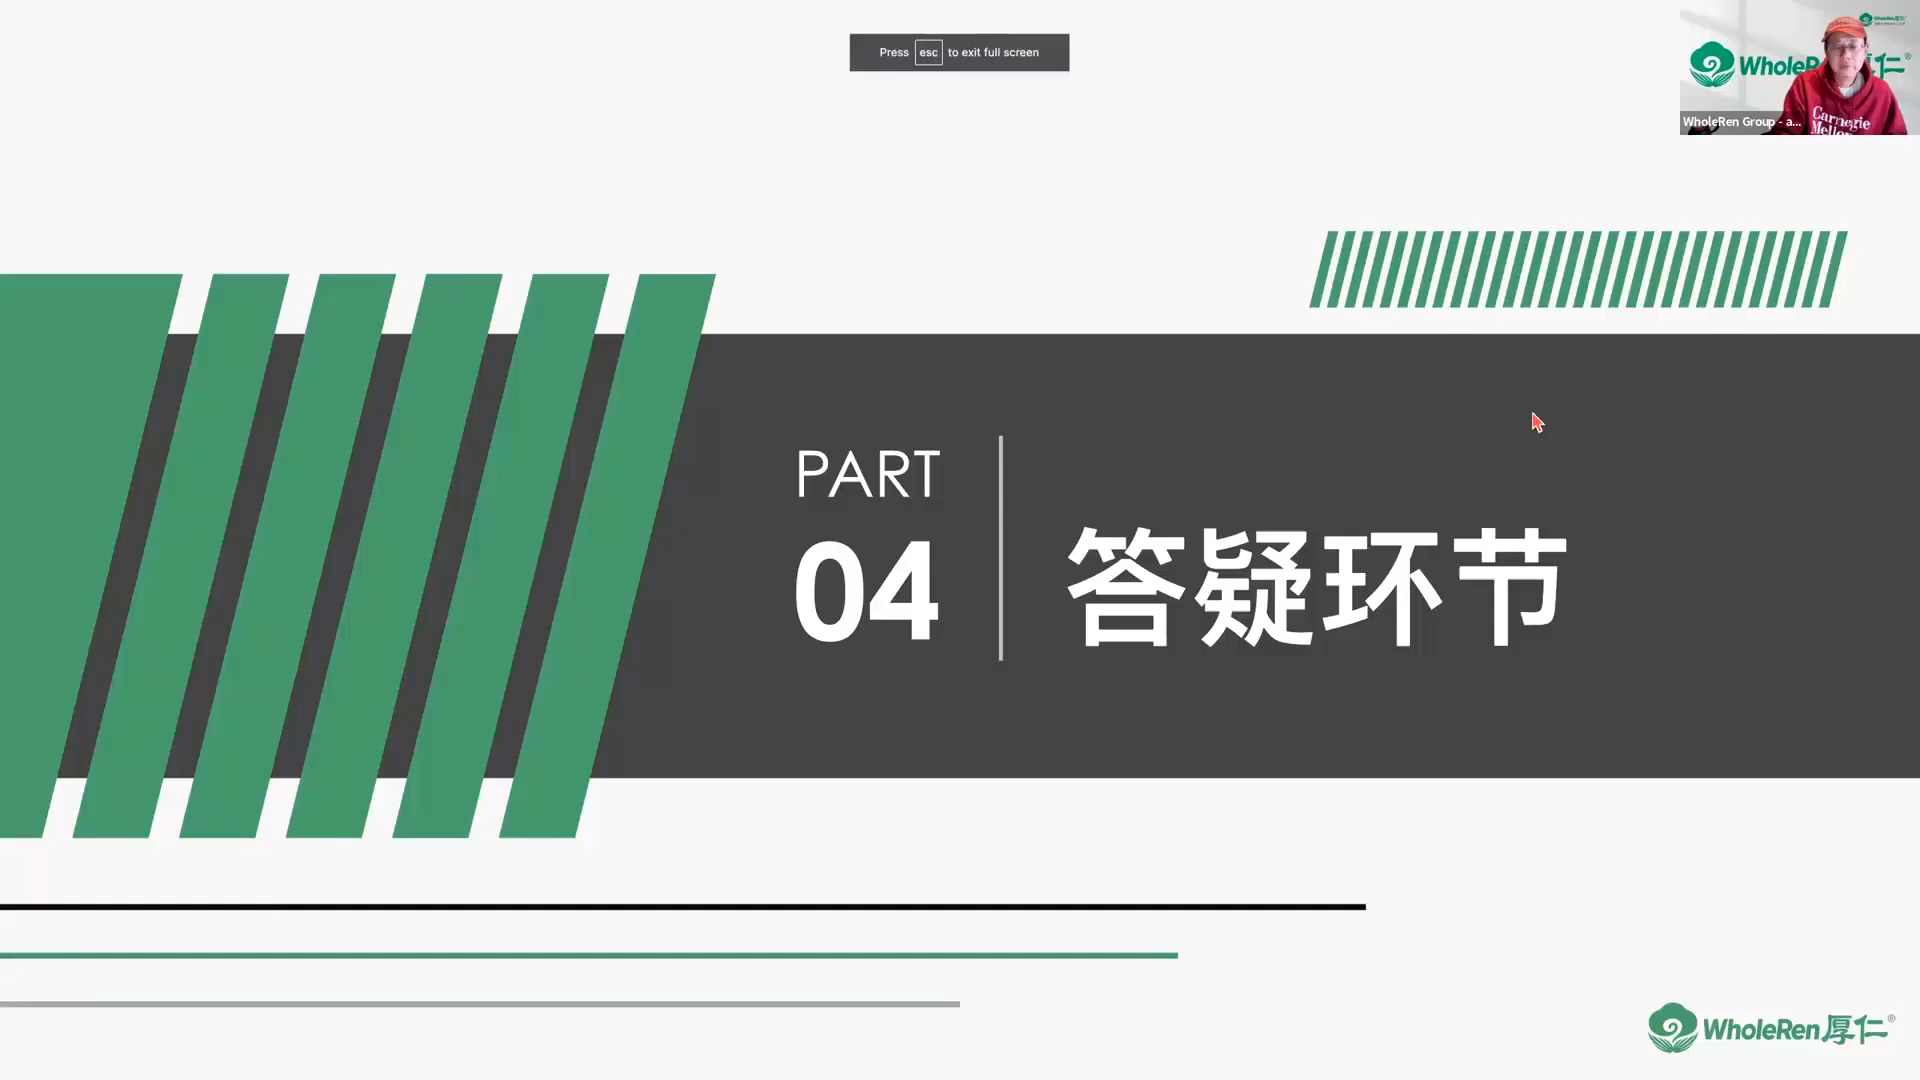 Press esc to exit full screen
WholeRen Group - a...
Carnegie
PART
04
答疑环节
WholeRen厚仁®